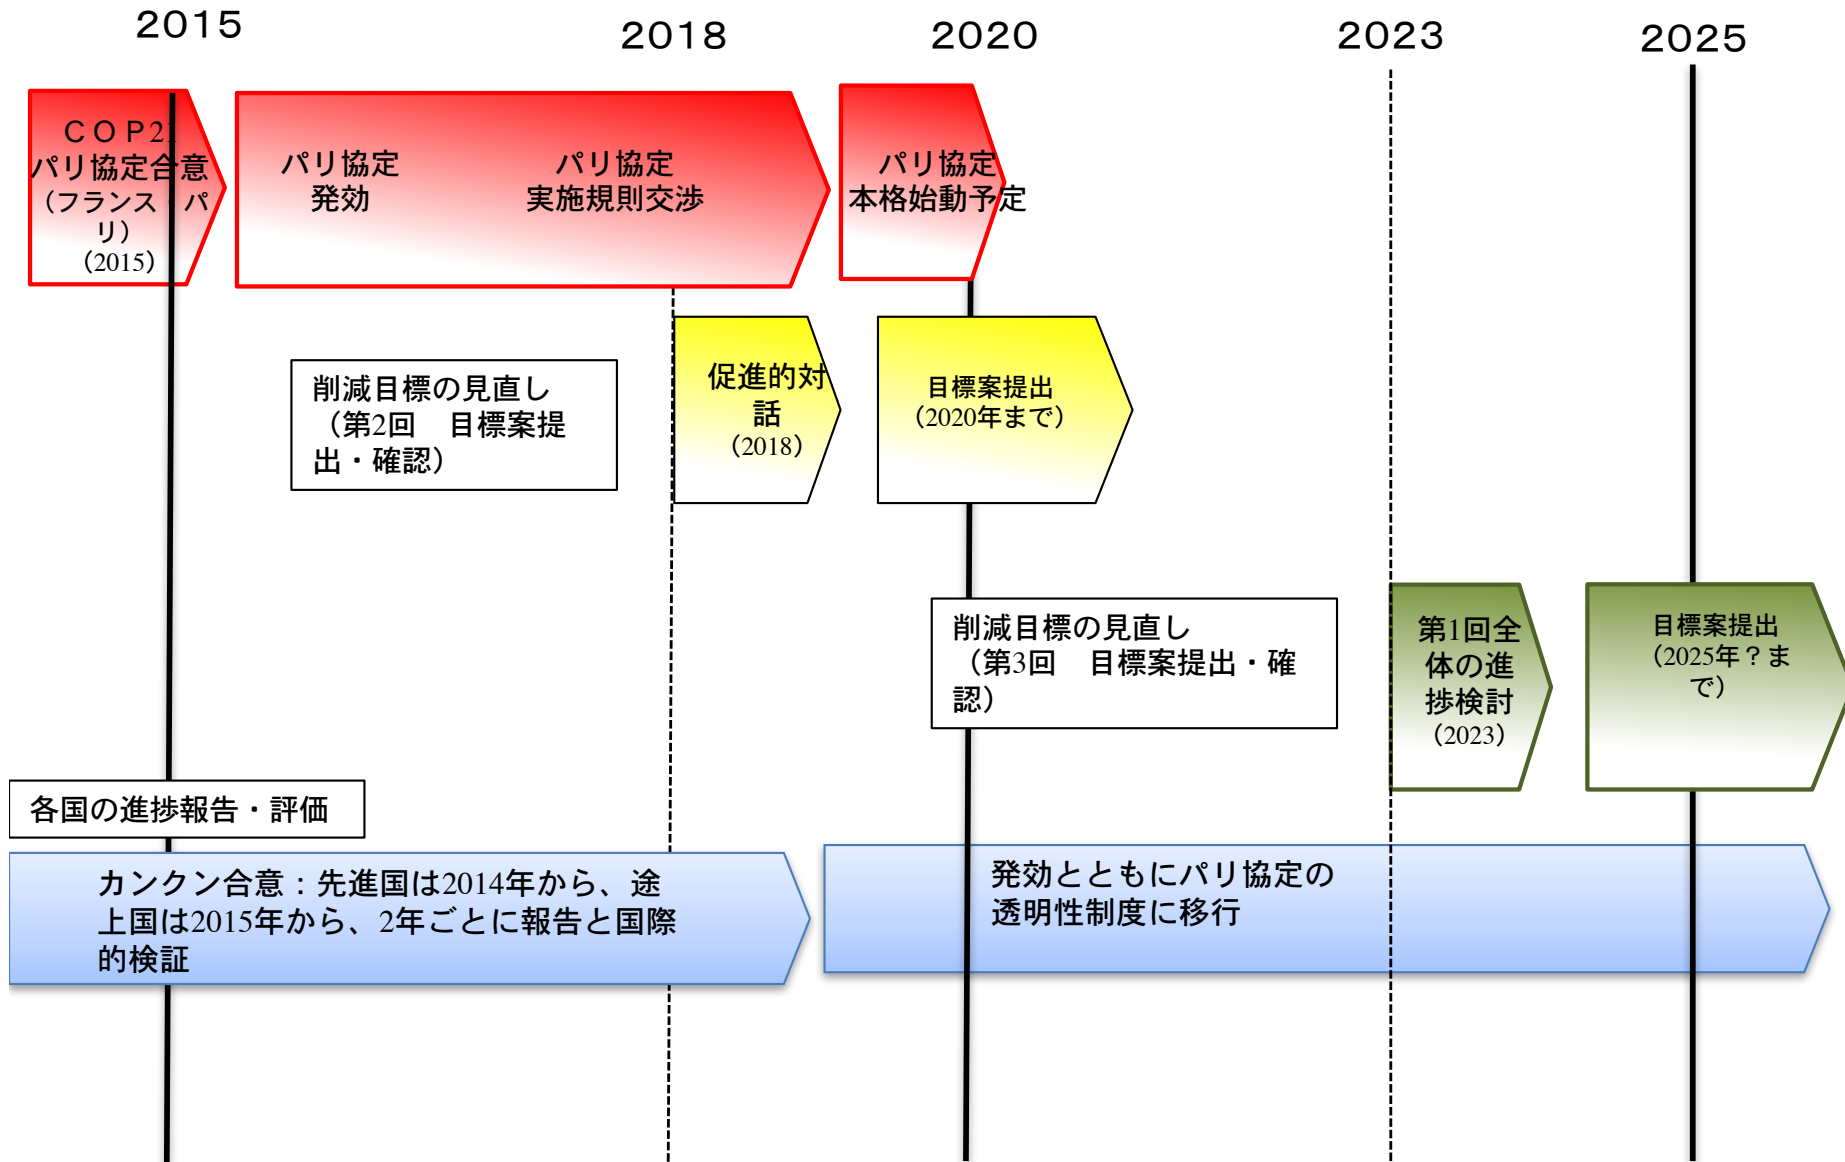 2015
2018
2020
2023
2025
ＣＯＰ21
パリ協定合意
（フランス・パ
リ）
（2015）
パリ協定
発効
パリ協定
実施規則交渉
パリ協定
本格始動予定
削減目標の見直し
（第2回　目標案提
出・確認）
促進的対
話
（2018）
目標案提出
（2020年まで）
削減目標の見直し
（第3回　目標案提出・確
認）
第1回全
体の進
捗検討
（2023）
目標案提出
（2025年？ま
で）
各国の進捗報告・評価
カンクン合意：先進国は2014年から、途
上国は2015年から、2年ごとに報告と国際
的検証
発効とともにパリ協定の
透明性制度に移行